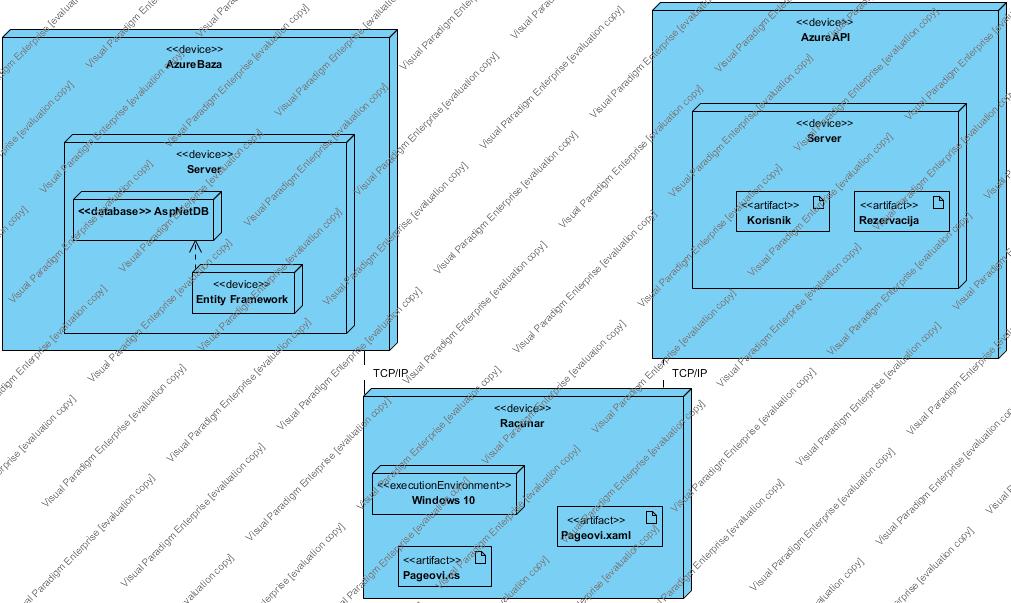 <<device>>
AzureBaza
<<device>>
Server
<<database>> AspNetDB
<<device>>
Entity Framework
<<device>>
AzureAPI
<<device>>
Server
<<artifact>>
Korisnik
<<artifact>>
Rezervacija
TCP/IP
TCP/IP
<<device>>
Racunar
<<executionEnvironment>>
Windows 10
<<artifact>>
Pageovi.xaml
<<artifact>>
Pageovi.cs
Visual Paradigm Enterprise [evaluation copy]